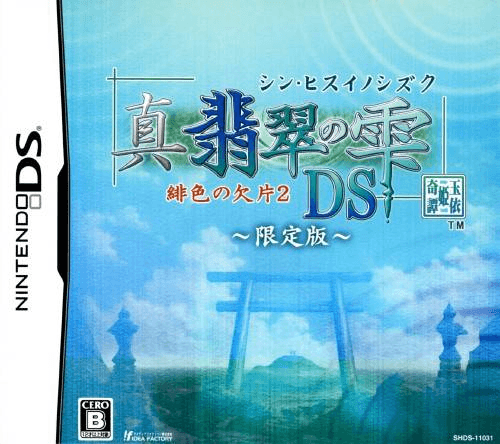 シン・ヒスイノシズク
真 翡翠の雫
緋色の欠片2
DS
玉依姫奇譚
TM
～限定版～
NINTENDO DS
CERO
B
IDEA FACTORY
SHDS-11031